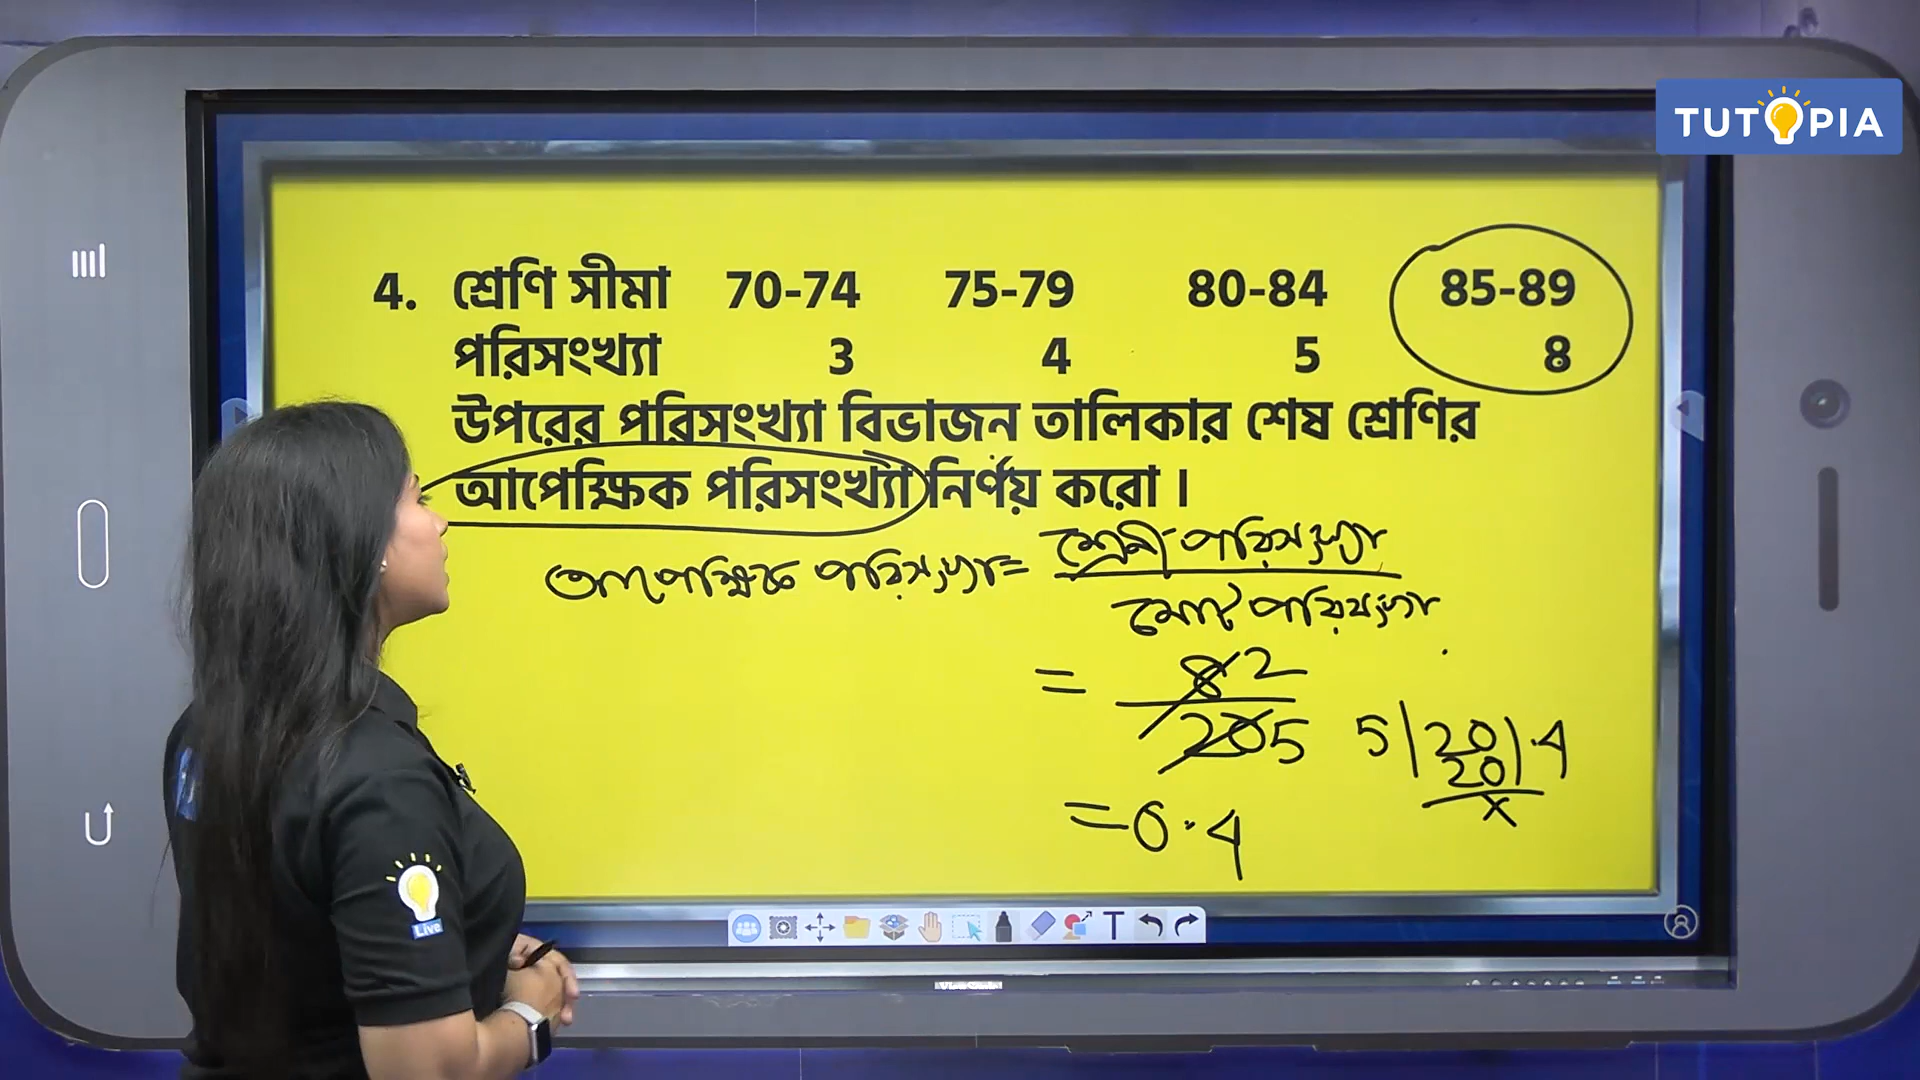 TUTOPIA
4. শ্রেণি সীমা 70-74 75-79 80-84 85-89
পরিসংখ্যা 3 4 5 8
উপরের পরিসংখ্যা বিভাজন তালিকার শেষ শ্রেণির
আপেক্ষিক পরিসংখ্যা নির্ণয় করো।
আপেক্ষিক পরিসংখ্যা = শ্রেণী পরিসংখ্যা
মোট পরিসংখ্যা
= 8 2
20 5 5|20|.4
20
x
= 0.4
Live
T